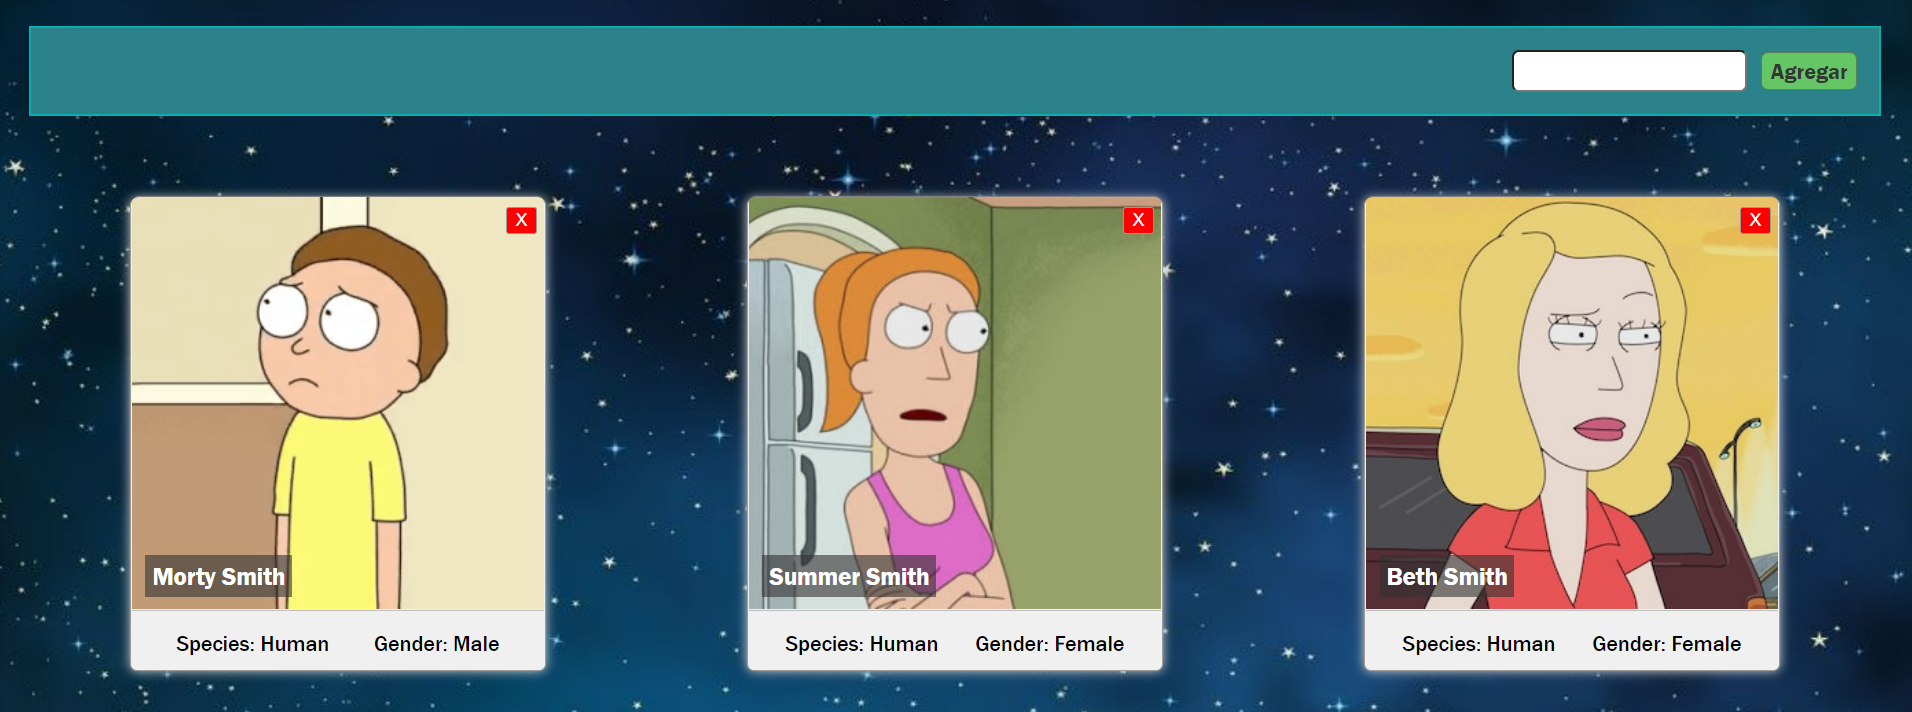 Agregar
X
X
X
Morty Smith
Summer Smith
Beth Smith
Species: Human Gender: Male
Species: Human Gender: Female
Species: Human Gender: Female